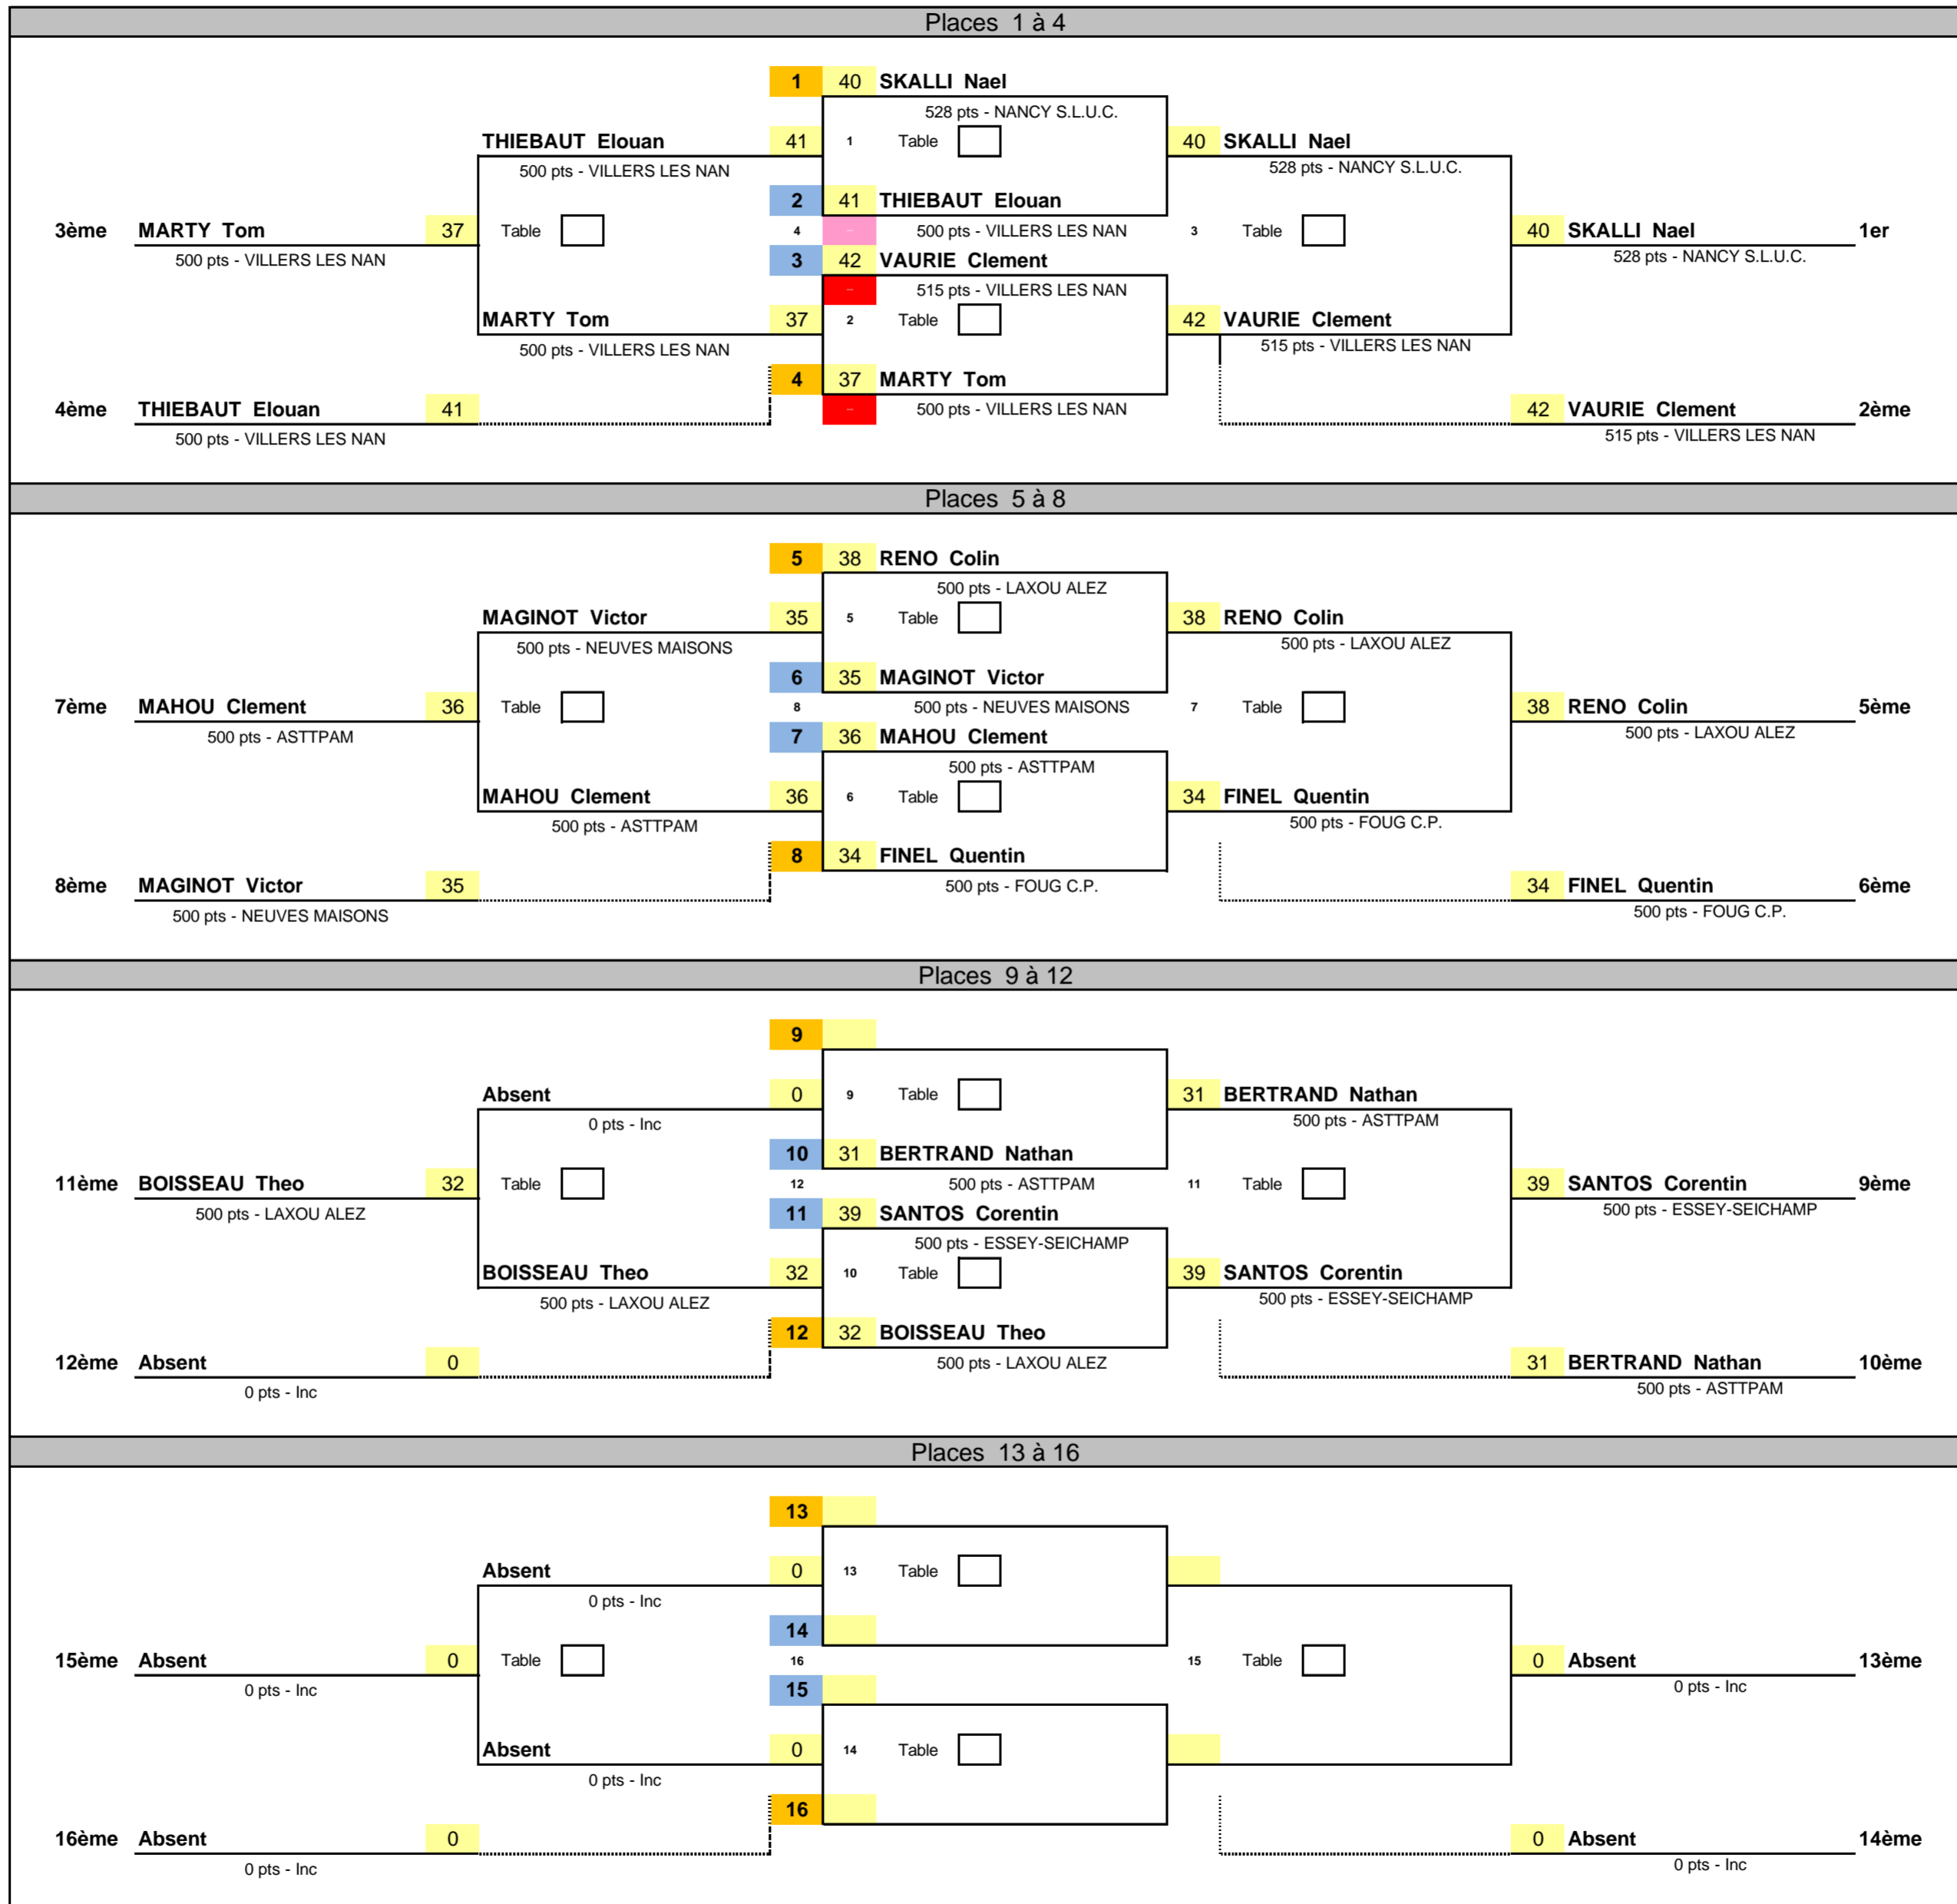 Places 1 à 4
1 40 SKALLI Nael
528 pts - NANCY S.L.U.C.
THIEBAUT Elouan 41 1 Table 40 SKALLI Nael
500 pts - VILLERS LES NAN 528 pts - NANCY S.L.U.C.
2 41 THIEBAUT Elouan
3ème MARTY Tom 37 Table 4 - 500 pts - VILLERS LES NAN 3 Table 40 SKALLI Nael 1er
500 pts - VILLERS LES NAN 3 42 VAURIE Clement 528 pts - NANCY S.L.U.C.
- 515 pts - VILLERS LES NAN
MARTY Tom 37 2 Table 42 VAURIE Clement
500 pts - VILLERS LES NAN 515 pts - VILLERS LES NAN
4 37 MARTY Tom
4ème THIEBAUT Elouan 41 - 500 pts - VILLERS LES NAN 42 VAURIE Clement 2ème
500 pts - VILLERS LES NAN 515 pts - VILLERS LES NAN
Places 5 à 8
5 38 RENO Colin
500 pts - LAXOU ALEZ
MAGINOT Victor 35 5 Table 38 RENO Colin
500 pts - NEUVES MAISONS 500 pts - LAXOU ALEZ
6 35 MAGINOT Victor
7ème MAHOU Clement 36 Table 8 500 pts - NEUVES MAISONS 7 Table 38 RENO Colin 5ème
500 pts - ASTTPAM 7 36 MAHOU Clement 500 pts - LAXOU ALEZ
500 pts - ASTTPAM
MAHOU Clement 36 6 Table 34 FINEL Quentin
500 pts - ASTTPAM 500 pts - FOUG C.P.
8 34 FINEL Quentin
8ème MAGINOT Victor 35 500 pts - FOUG C.P. 34 FINEL Quentin 6ème
500 pts - NEUVES MAISONS 500 pts - FOUG C.P.
Places 9 à 12
9
Absent 0 9 Table 31 BERTRAND Nathan
0 pts - Inc 500 pts - ASTTPAM
10 31 BERTRAND Nathan
11ème BOISSEAU Theo 32 Table 12 500 pts - ASTTPAM 11 Table 39 SANTOS Corentin 9ème
500 pts - LAXOU ALEZ 11 39 SANTOS Corentin 500 pts - ESSEY-SEICHAMP
500 pts - ESSEY-SEICHAMP
BOISSEAU Theo 32 10 Table 39 SANTOS Corentin
500 pts - LAXOU ALEZ 500 pts - ESSEY-SEICHAMP
12 32 BOISSEAU Theo
12ème Absent 0 500 pts - LAXOU ALEZ 31 BERTRAND Nathan 10ème
0 pts - Inc 500 pts - ASTTPAM
Places 13 à 16
13
Absent 0 13 Table
0 pts - Inc
14
15ème Absent 0 Table 16 15 Table 0 Absent 13ème
0 pts - Inc 15 0 pts - Inc
Absent 0 14 Table
0 pts - Inc
16
16ème Absent 0 0 Absent 14ème
0 pts - Inc 0 pts - Inc